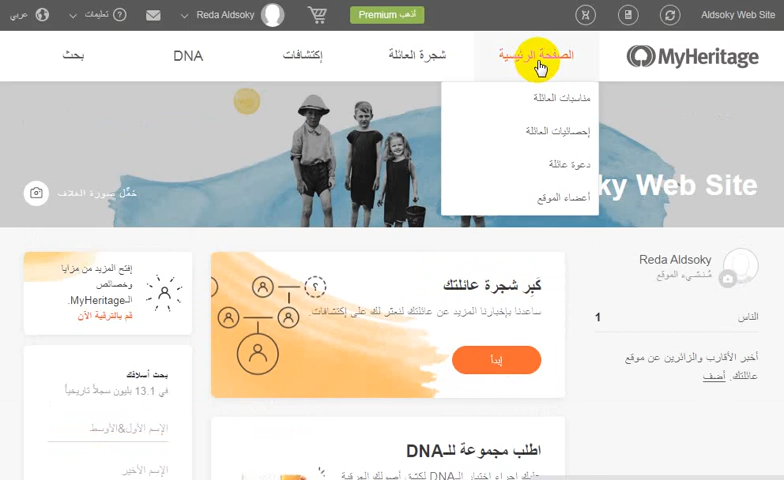 Aldsoky Web Site
أذهب Premium
Reda Aldsoky
تعليمات
عربي
MyHeritage
الصفحة الرئيسية
شجرة العائلة
إكتشافات
DNA
بحث
مناسبات العائلة
إحصائيات العائلة
دعوة عائلة
أعضاء الموقع
ky Web Site
حمِّل صورة الغلاف
Reda Aldsoky
مُنشيء الموقع
الناس
1
أخبر الأقارب والزائرين عن موقع
عائلتك. أضف
كَبِر شجرة عائلتك
ساعدنا بإخبارنا المزيد عن عائلتك لنعثر لك على إكتشافات.
؟
إبدأ
اطلب مجموعة للـDNA
إفتح المزيد من مزايا
وخصائص
الـMyHeritage.
قم بالترقية الآن
بحث أسلافك
في 13.1 بليون سجلاً تاريخياً
الإسم الأول&الأوسط
الإسم الأخير